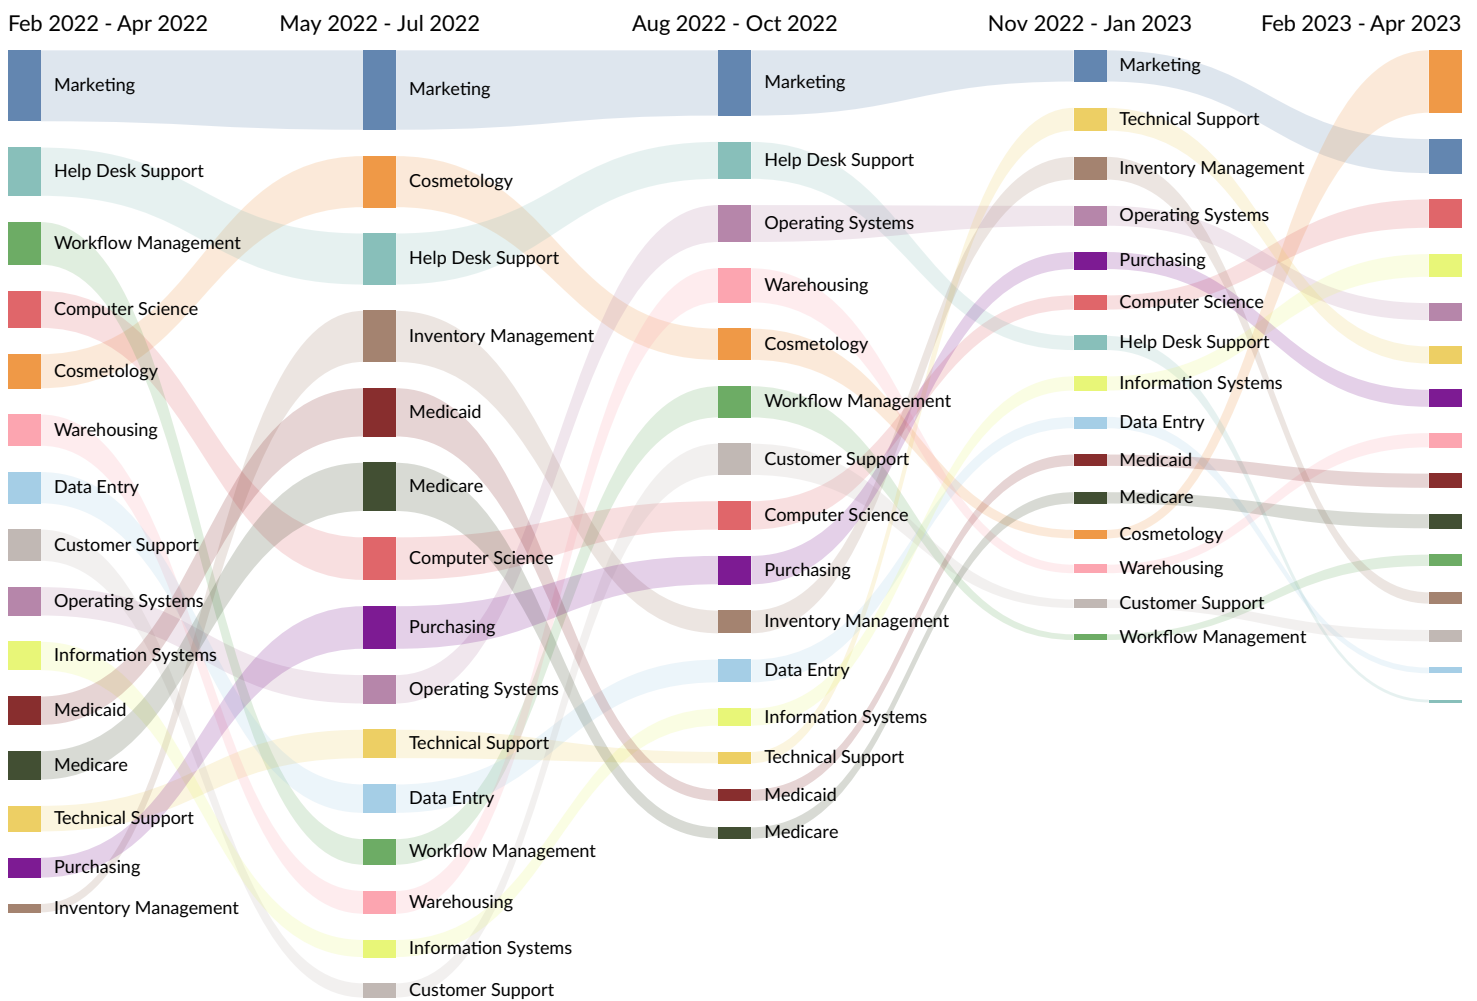 Feb 2022 - Apr 2022
May 2022 - Jul 2022
Aug 2022 - Oct 2022
Nov 2022 - Jan 2023
Feb 2023 - Apr 2023
Marketing
Help Desk Support
Workflow Management
Computer Science
Cosmetology
Warehousing
Data Entry
Customer Support
Operating Systems
Information Systems
Medicaid
Medicare
Technical Support
Purchasing
Inventory Management
Marketing
Cosmetology
Help Desk Support
Inventory Management
Medicaid
Medicare
Computer Science
Purchasing
Operating Systems
Technical Support
Data Entry
Workflow Management
Warehousing
Information Systems
Customer Support
Marketing
Help Desk Support
Operating Systems
Warehousing
Cosmetology
Workflow Management
Customer Support
Computer Science
Purchasing
Inventory Management
Data Entry
Information Systems
Technical Support
Medicaid
Medicare
Marketing
Technical Support
Inventory Management
Operating Systems
Purchasing
Computer Science
Help Desk Support
Information Systems
Data Entry
Medicaid
Medicare
Cosmetology
Warehousing
Customer Support
Workflow Management